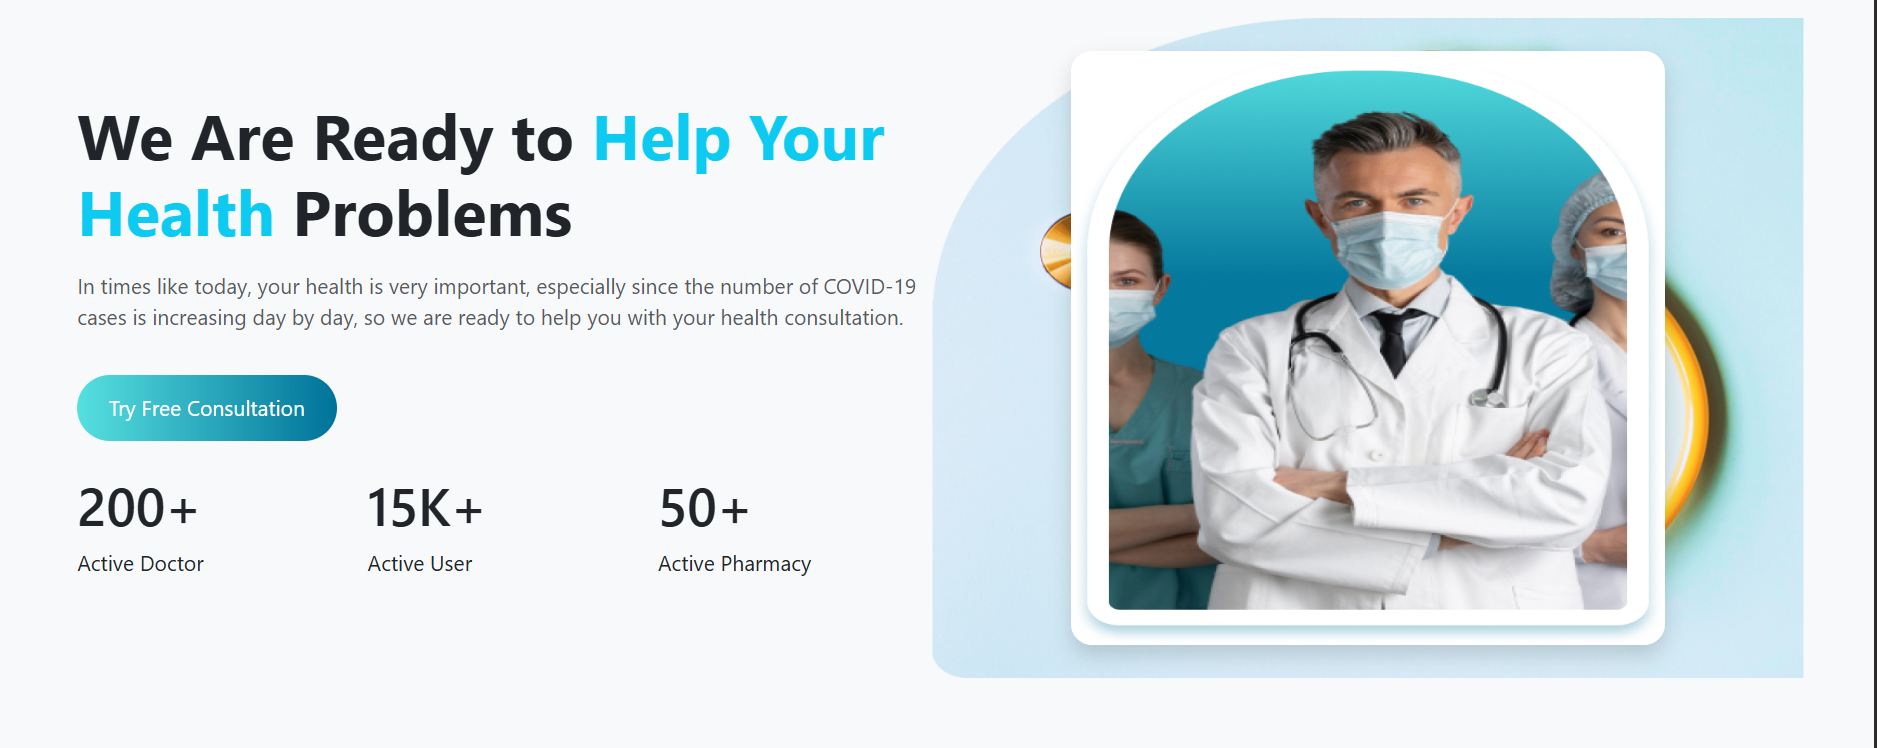 We Are Ready to Help Your
Health Problems
In times like today, your health is very important, especially since the number of COVID-19
cases is increasing day by day, so we are ready to help you with your health consultation.
Try Free Consultation
200+
Active Doctor
15K+
Active User
50+
Active Pharmacy